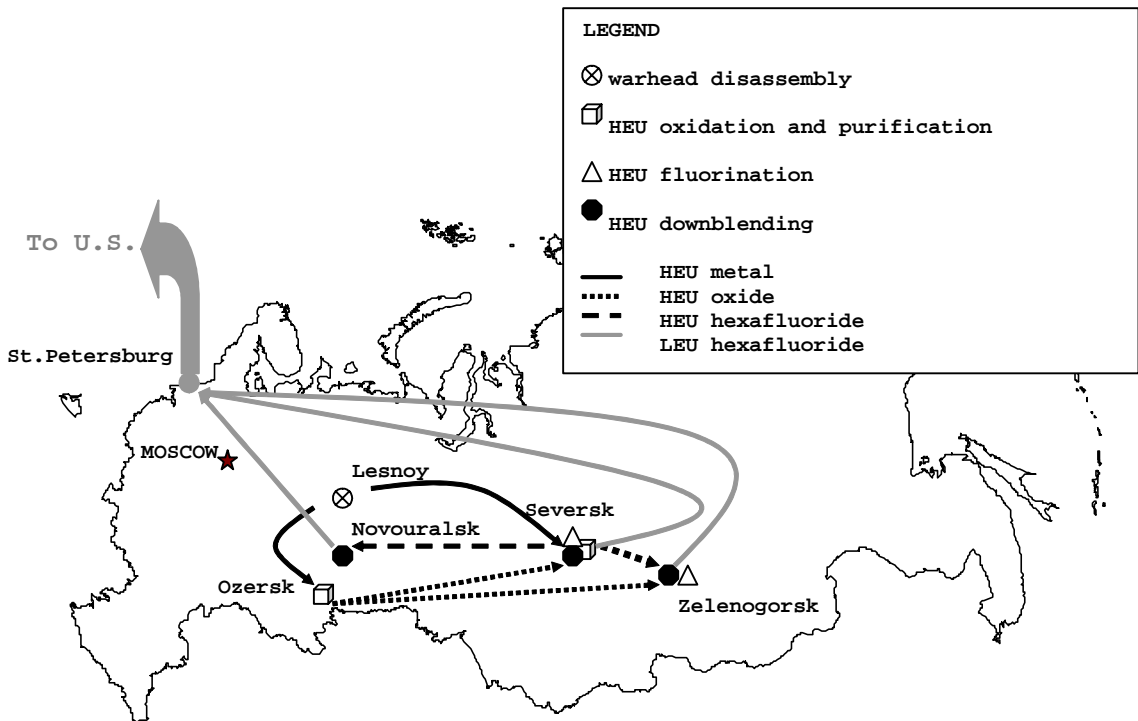 LEGEND
warhead disassembly
HEU oxidation and purification
HEU fluorination
HEU downblending
HEU metal
HEU oxide
HEU hexafluoride
LEU hexafluoride
To U.S.
St.Petersburg
MOSCOW
Lesnoy
Seversk
Novouralsk
Ozersk
Zelenogorsk